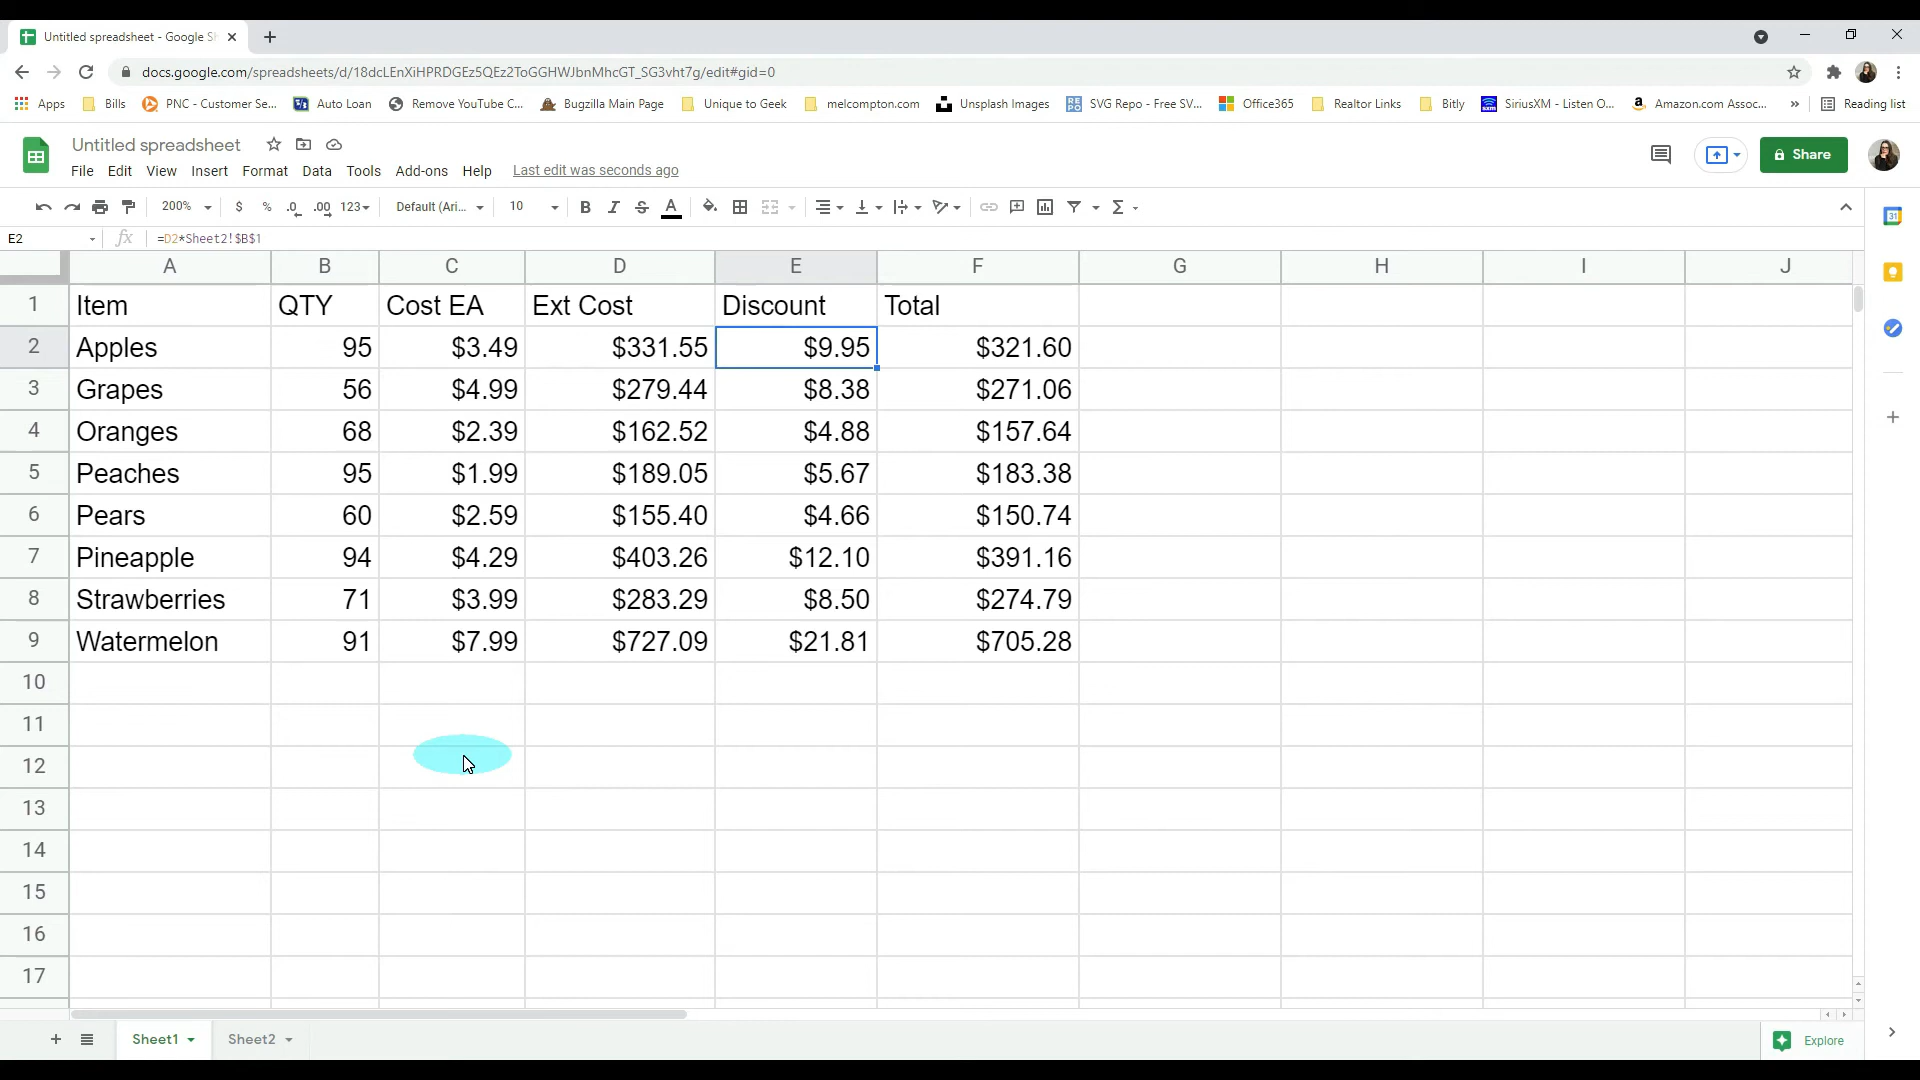 Untitled spreadsheet - Google Sh
docs.google.com/spreadsheets/d/18dcLEnXiHPRDGEz5QEz2ToGGHWJbnMhcGT_SG3vht7g/edit#gid=0
Apps Bills PNC - Customer Se... Auto Loan Remove YouTube C... Bugzilla Main Page Unique to Geek melcompton.com Unsplash Images SVG Repo - Free SV... Office365 Realtor Links Bitly SiriusXM - Listen O... Amazon.com Assoc... » Reading list
Untitled spreadsheet
Share
File Edit View Insert Format Data Tools Add-ons Help Last edit was seconds ago
200% $ % .0 .00 123 Default (Ari... 10 B I S A Σ
E2 fx =D2*Sheet2!$B$1
A B C D E F G H I J
1 Item QTY Cost EA Ext Cost Discount Total
2 Apples 95 $3.49 $331.55 $9.95 $321.60
3 Grapes 56 $4.99 $279.44 $8.38 $271.06
4 Oranges 68 $2.39 $162.52 $4.88 $157.64
5 Peaches 95 $1.99 $189.05 $5.67 $183.38
6 Pears 60 $2.59 $155.40 $4.66 $150.74
7 Pineapple 94 $4.29 $403.26 $12.10 $391.16
8 Strawberries 71 $3.99 $283.29 $8.50 $274.79
9 Watermelon 91 $7.99 $727.09 $21.81 $705.28
10
11
12
13
14
15
16
17
Sheet1 Sheet2 Explore